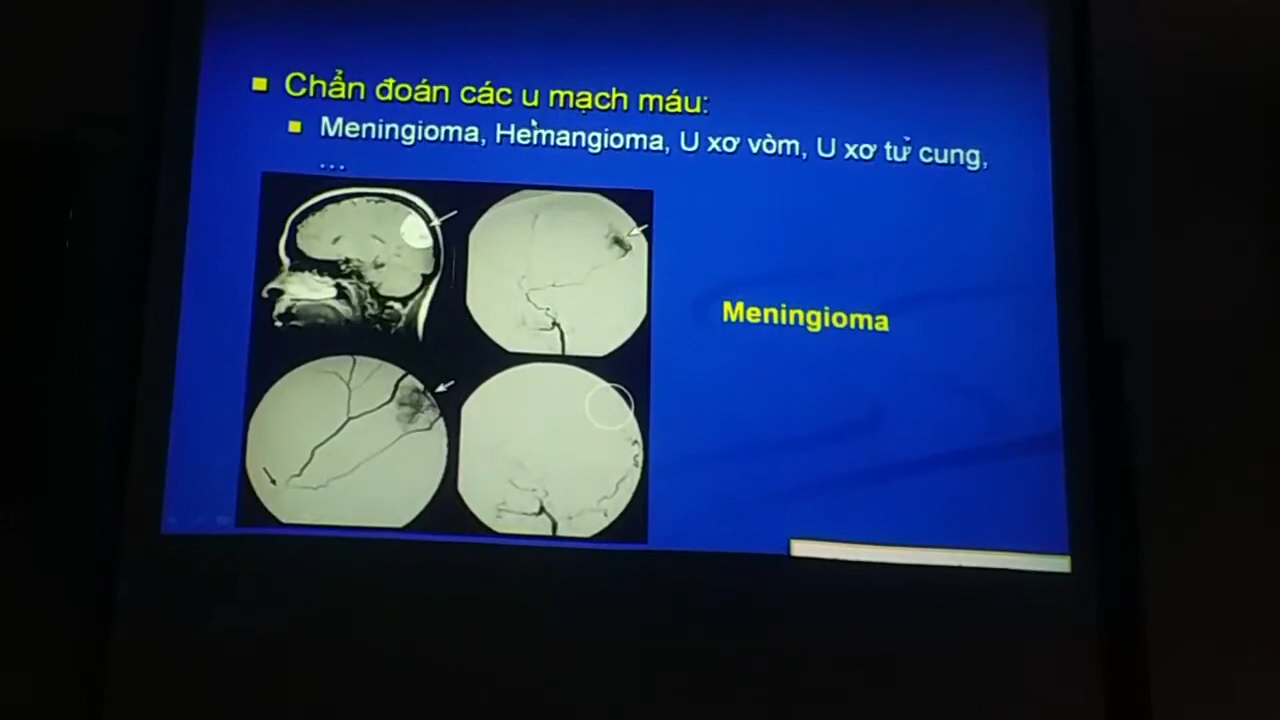 Chẩn đoán các u mạch máu:
Meningioma, Hemangioma, U xơ vòm, U xơ tử cung,
...
Meningioma